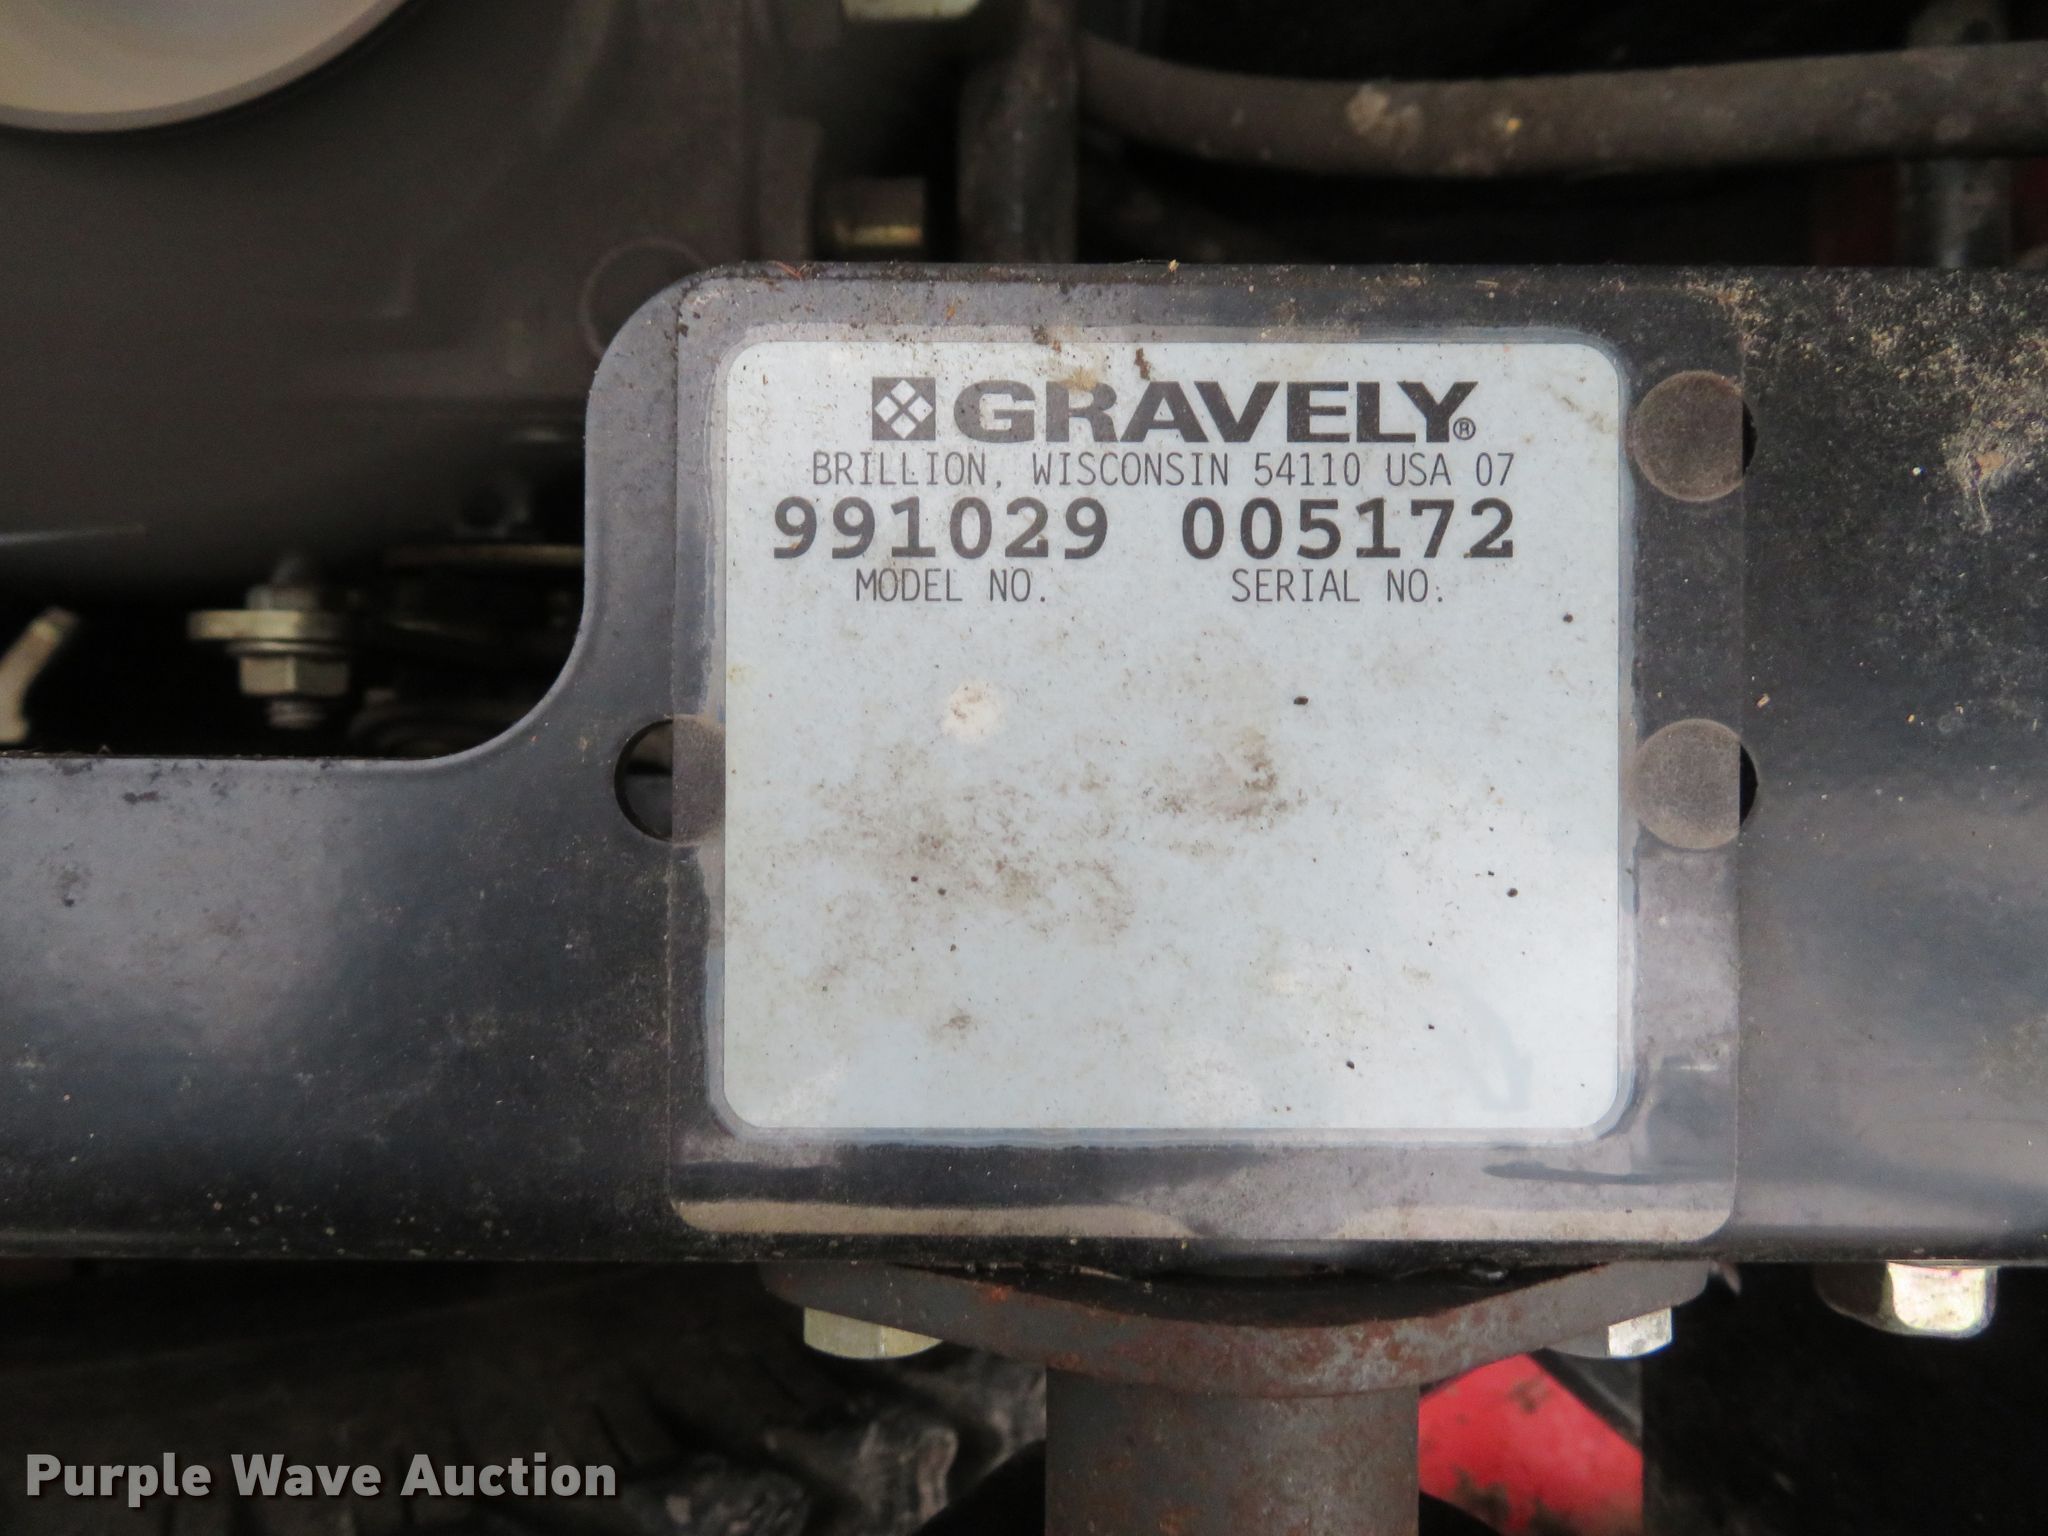 GRAVELY®
BRILLION, WISCONSIN 54110 USA 07
991029 005172
MODEL NO. SERIAL NO.
Purple Wave Auction